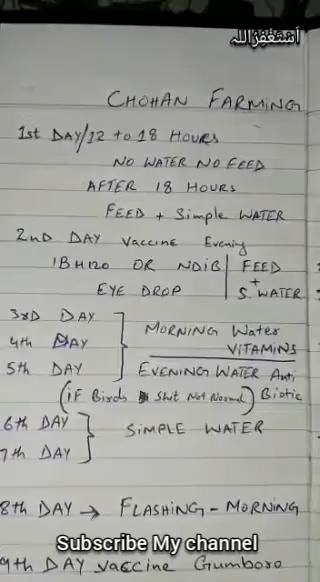 اَسْتَغْفِرُاللہ
CHOHAN FARMING
1st DAY/12 to 18 HOURS
NO WATER NO FEED
AFTER 18 HOURS
FEED + Simple WATER
2nd DAY Vaccine Evening
IBH120 OR NDIB | FEED
+
EYE DROP | S. WATER
3RD DAY
4th DAY
5th DAY
MORNING Water
VITAMINS
EVENING WATER Anti
(iF Birds Shit Not Normal) Biotic
6th DAY
7th DAY
SIMPLE WATER
8th DAY → FLASHING - MORNING
Subscribe My channel
9th DAY Vaccine Gumboro